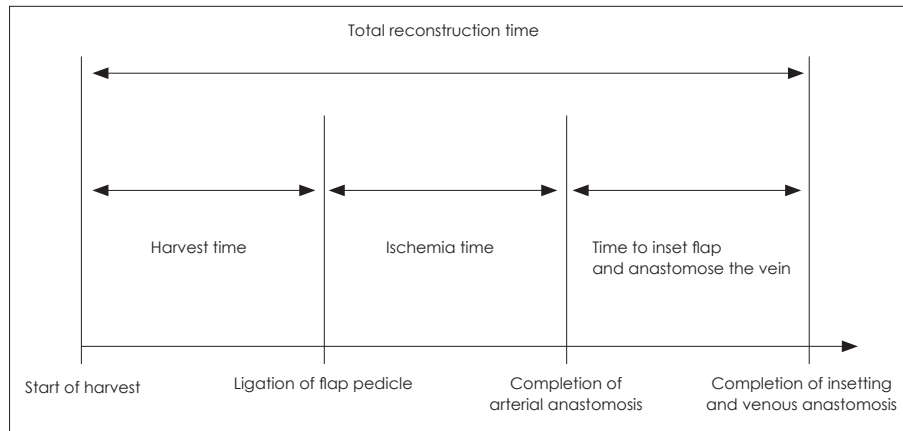 Total reconstruction time
Harvest time
Ischemia time
Time to inset flap
and anastomose the vein
Start of harvest
Ligation of flap pedicle
Completion of
arterial anastomosis
Completion of insetting
and venous anastomosis